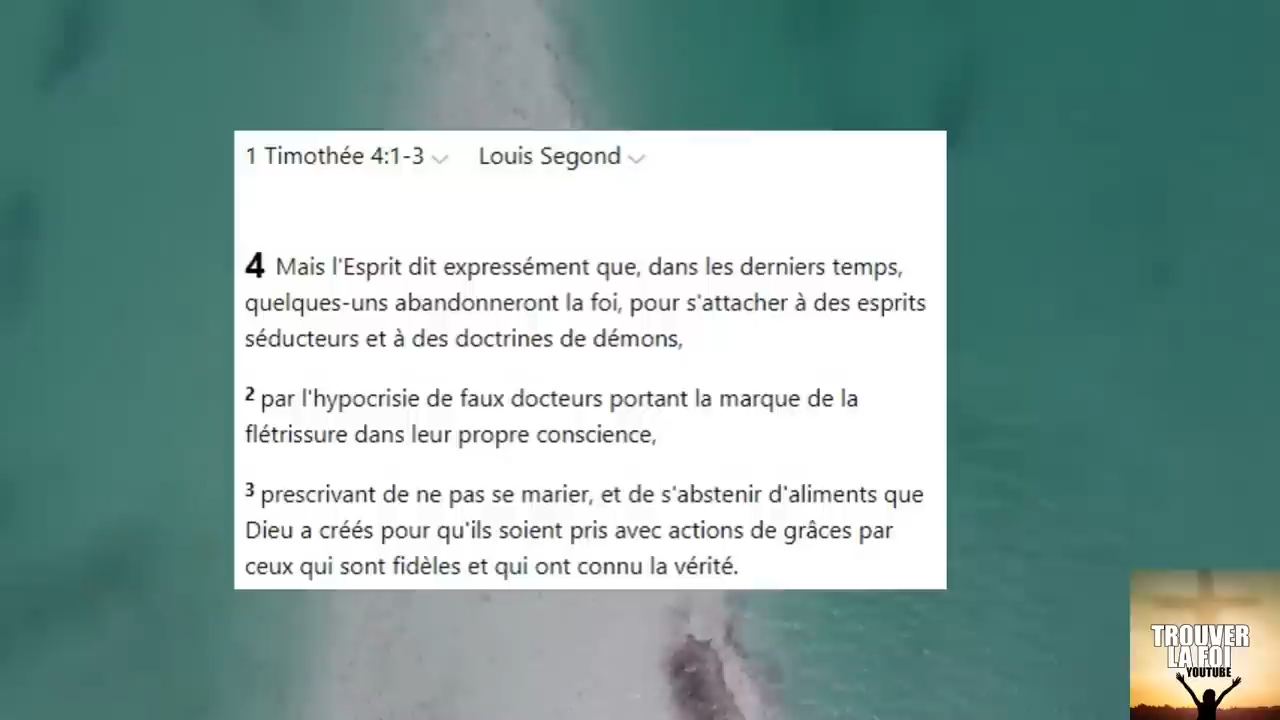 1 Timothée 4:1-3 Louis Segond
4 Mais l'Esprit dit expressément que, dans les derniers temps,
quelques-uns abandonneront la foi, pour s'attacher à des esprits
séducteurs et à des doctrines de démons,
2 par l'hypocrisie de faux docteurs portant la marque de la
flétrissure dans leur propre conscience,
3 prescrivant de ne pas se marier, et de s'abstenir d'aliments que
Dieu a créés pour qu'ils soient pris avec actions de grâces par
ceux qui sont fidèles et qui ont connu la vérité.
TROUVER
LA FOI
YOUTUBE